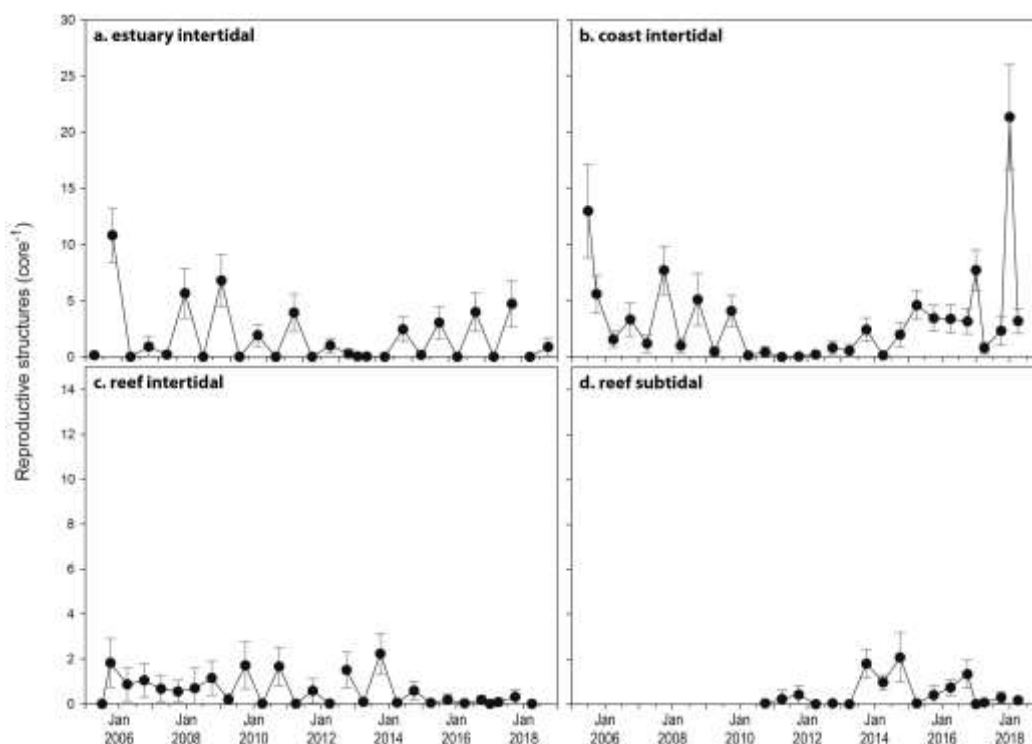 a. estuary intertidal
b. coast intertidal
30
25
20
15
10
5
0
Reproductive structures (core-1)
c. reef intertidal
d. reef subtidal
14
12
10
8
6
4
2
0
Jan Jan Jan Jan Jan Jan Jan
2006 2008 2010 2012 2014 2016 2018
Jan Jan Jan Jan Jan Jan Jan
2006 2008 2010 2012 2014 2016 2018